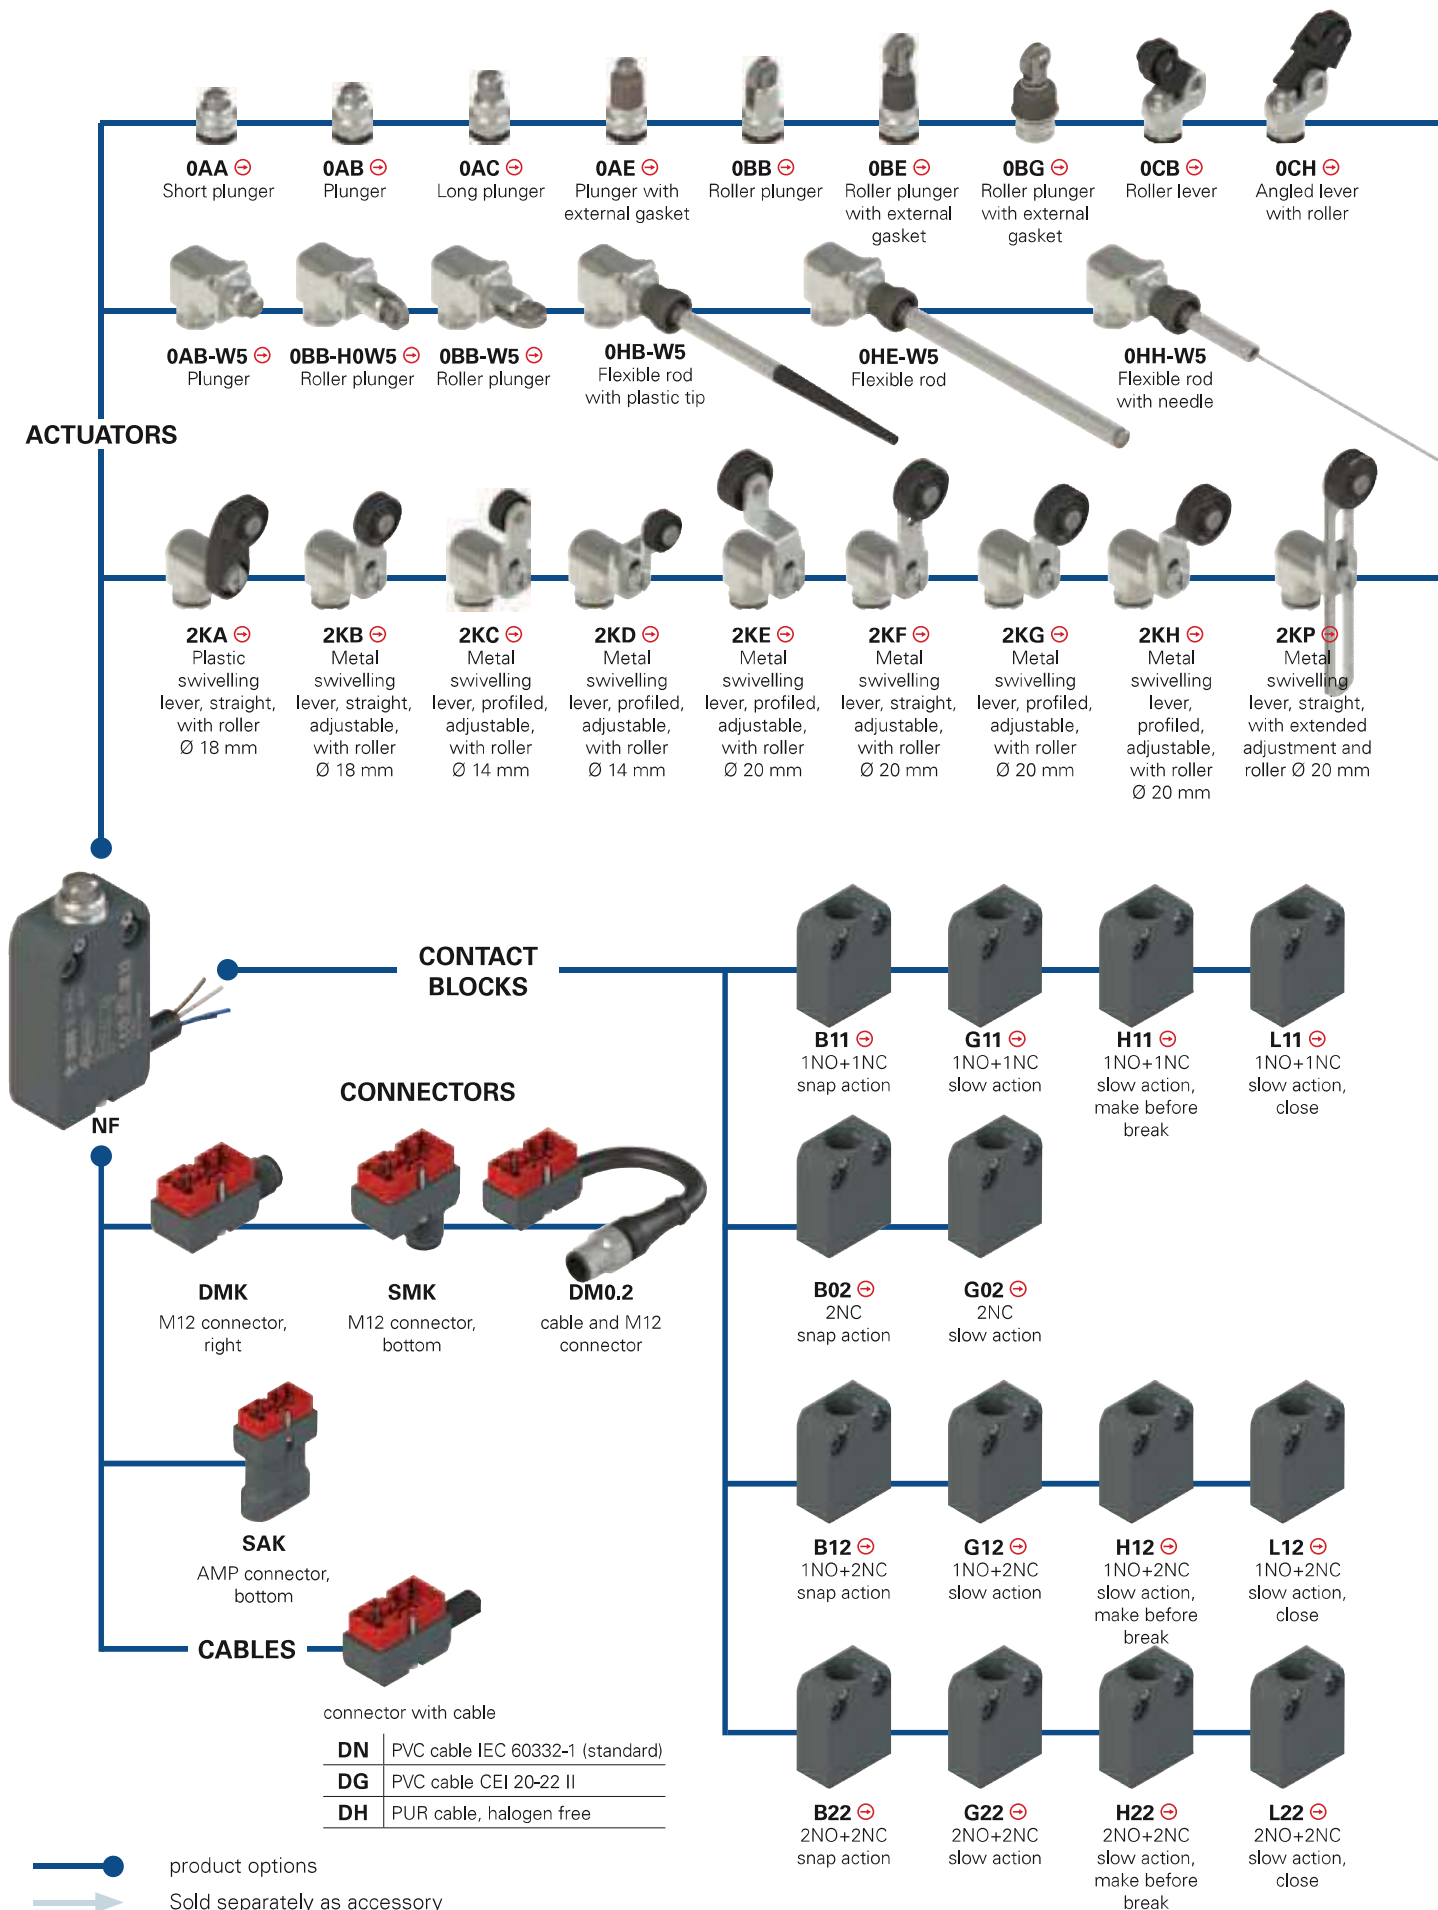 0AA
Short plunger
0AB
Plunger
0AC
Long plunger
0AE
Plunger with
external gasket
0BB
Roller plunger
0BE
Roller plunger
with external
gasket
0BG
Roller plunger
with external
gasket
0CB
Roller lever
0CH
Angled lever
with roller
0AB-W5
Plunger
0BB-H0W5
Roller plunger
0BB-W5
Roller plunger
0HB-W5
Flexible rod
with plastic tip
0HE-W5
Flexible rod
0HH-W5
Flexible rod
with needle
ACTUATORS
2KA
Plastic
swivelling
lever, straight,
with roller
Ø 18 mm
2KB
Metal
swivelling
lever, straight,
adjustable,
with roller
Ø 18 mm
2KC
Metal
swivelling
lever, profiled,
adjustable,
with roller
Ø 14 mm
2KD
Metal
swivelling
lever, profiled,
adjustable,
with roller
Ø 14 mm
2KE
Metal
swivelling
lever, profiled,
adjustable,
with roller
Ø 20 mm
2KF
Metal
swivelling
lever, straight,
adjustable,
with roller
Ø 20 mm
2KG
Metal
swivelling
lever, profiled,
adjustable,
with roller
Ø 20 mm
2KH
Metal
swivelling
lever,
profiled,
adjustable,
with roller
Ø 20 mm
2KP
Metal
swivelling
lever, straight,
with extended
adjustment and
roller Ø 20 mm
NF
CONTACT
BLOCKS
B11
1NO+1NC
snap action
G11
1NO+1NC
slow action
H11
1NO+1NC
slow action,
make before
break
L11
1NO+1NC
slow action,
close
B02
2NC
snap action
G02
2NC
slow action
B12
1NO+2NC
snap action
G12
1NO+2NC
slow action
H12
1NO+2NC
slow action,
make before
break
L12
1NO+2NC
slow action,
close
B22
2NO+2NC
snap action
G22
2NO+2NC
slow action
H22
2NO+2NC
slow action,
make before
break
L22
2NO+2NC
slow action,
close
CONNECTORS
DMK
M12 connector,
right
SMK
M12 connector,
bottom
DM0.2
cable and M12
connector
SAK
AMP connector,
bottom
CABLES
connector with cable
DN PVC cable IEC 60332-1 (standard)
DG PVC cable CEI 20-22 II
DH PUR cable, halogen free
product options
Sold separately as accessory